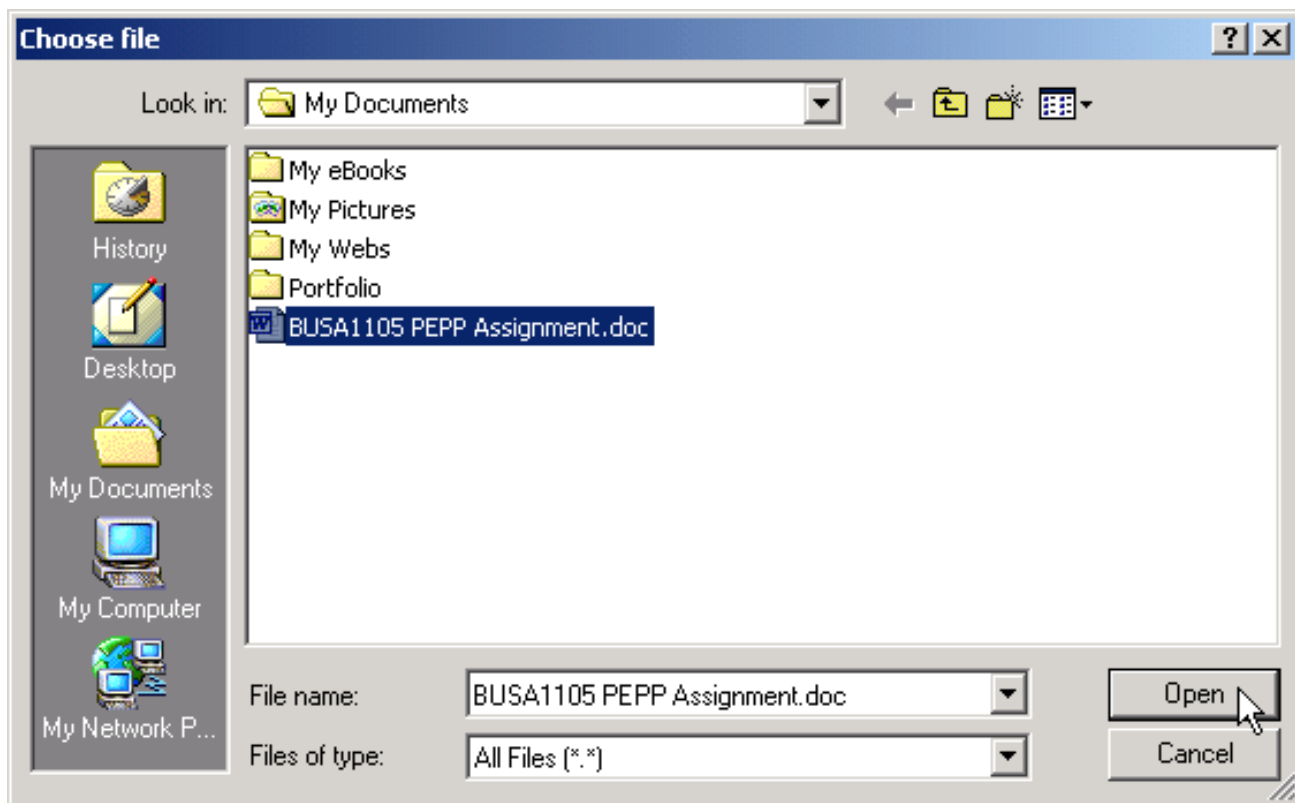 Choose file
Look in: My Documents
History
Desktop
My Documents
My Computer
My Network P...
My eBooks
My Pictures
My Webs
Portfolio
BUSA1105 PEPP Assignment.doc
File name: BUSA1105 PEPP Assignment.doc Open
Files of type: All Files (*.*) Cancel